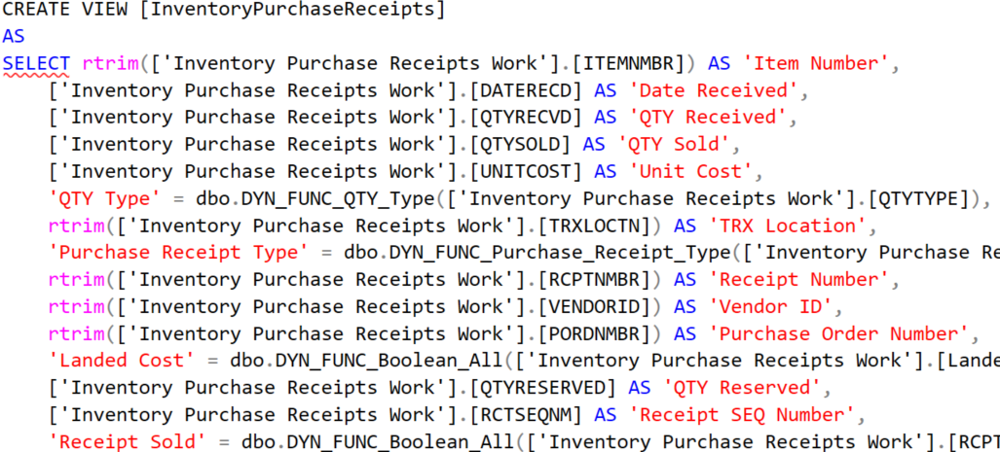 CREATE VIEW [InventoryPurchaseReceipts]
AS
SELECT rtrim(['Inventory Purchase Receipts Work'].[ITEMNMBR]) AS 'Item Number',
['Inventory Purchase Receipts Work'].[DATERECD] AS 'Date Received',
['Inventory Purchase Receipts Work'].[QTYRECVD] AS 'QTY Received',
['Inventory Purchase Receipts Work'].[QTYSOLD] AS 'QTY Sold',
['Inventory Purchase Receipts Work'].[UNITCOST] AS 'Unit Cost',
'QTY Type' = dbo.DYN_FUNC_QTY_Type(['Inventory Purchase Receipts Work'].[QTYTYPE]),
rtrim(['Inventory Purchase Receipts Work'].[TRXLOCTN]) AS 'TRX Location',
'Purchase Receipt Type' = dbo.DYN_FUNC_Purchase_Receipt_Type(['Inventory Purchase Re
rtrim(['Inventory Purchase Receipts Work'].[RCPTNMBR]) AS 'Receipt Number',
rtrim(['Inventory Purchase Receipts Work'].[VENDORID]) AS 'Vendor ID',
rtrim(['Inventory Purchase Receipts Work'].[PORDNMBR]) AS 'Purchase Order Number',
'Landed Cost' = dbo.DYN_FUNC_Boolean_All(['Inventory Purchase Receipts Work'].[Lande
['Inventory Purchase Receipts Work'].[QTYRESERVED] AS 'QTY Reserved',
['Inventory Purchase Receipts Work'].[RCTSEQNM] AS 'Receipt SEQ Number',
'Receipt Sold' = dbo.DYN_FUNC_Boolean_All(['Inventory Purchase Receipts Work'].[RCPT